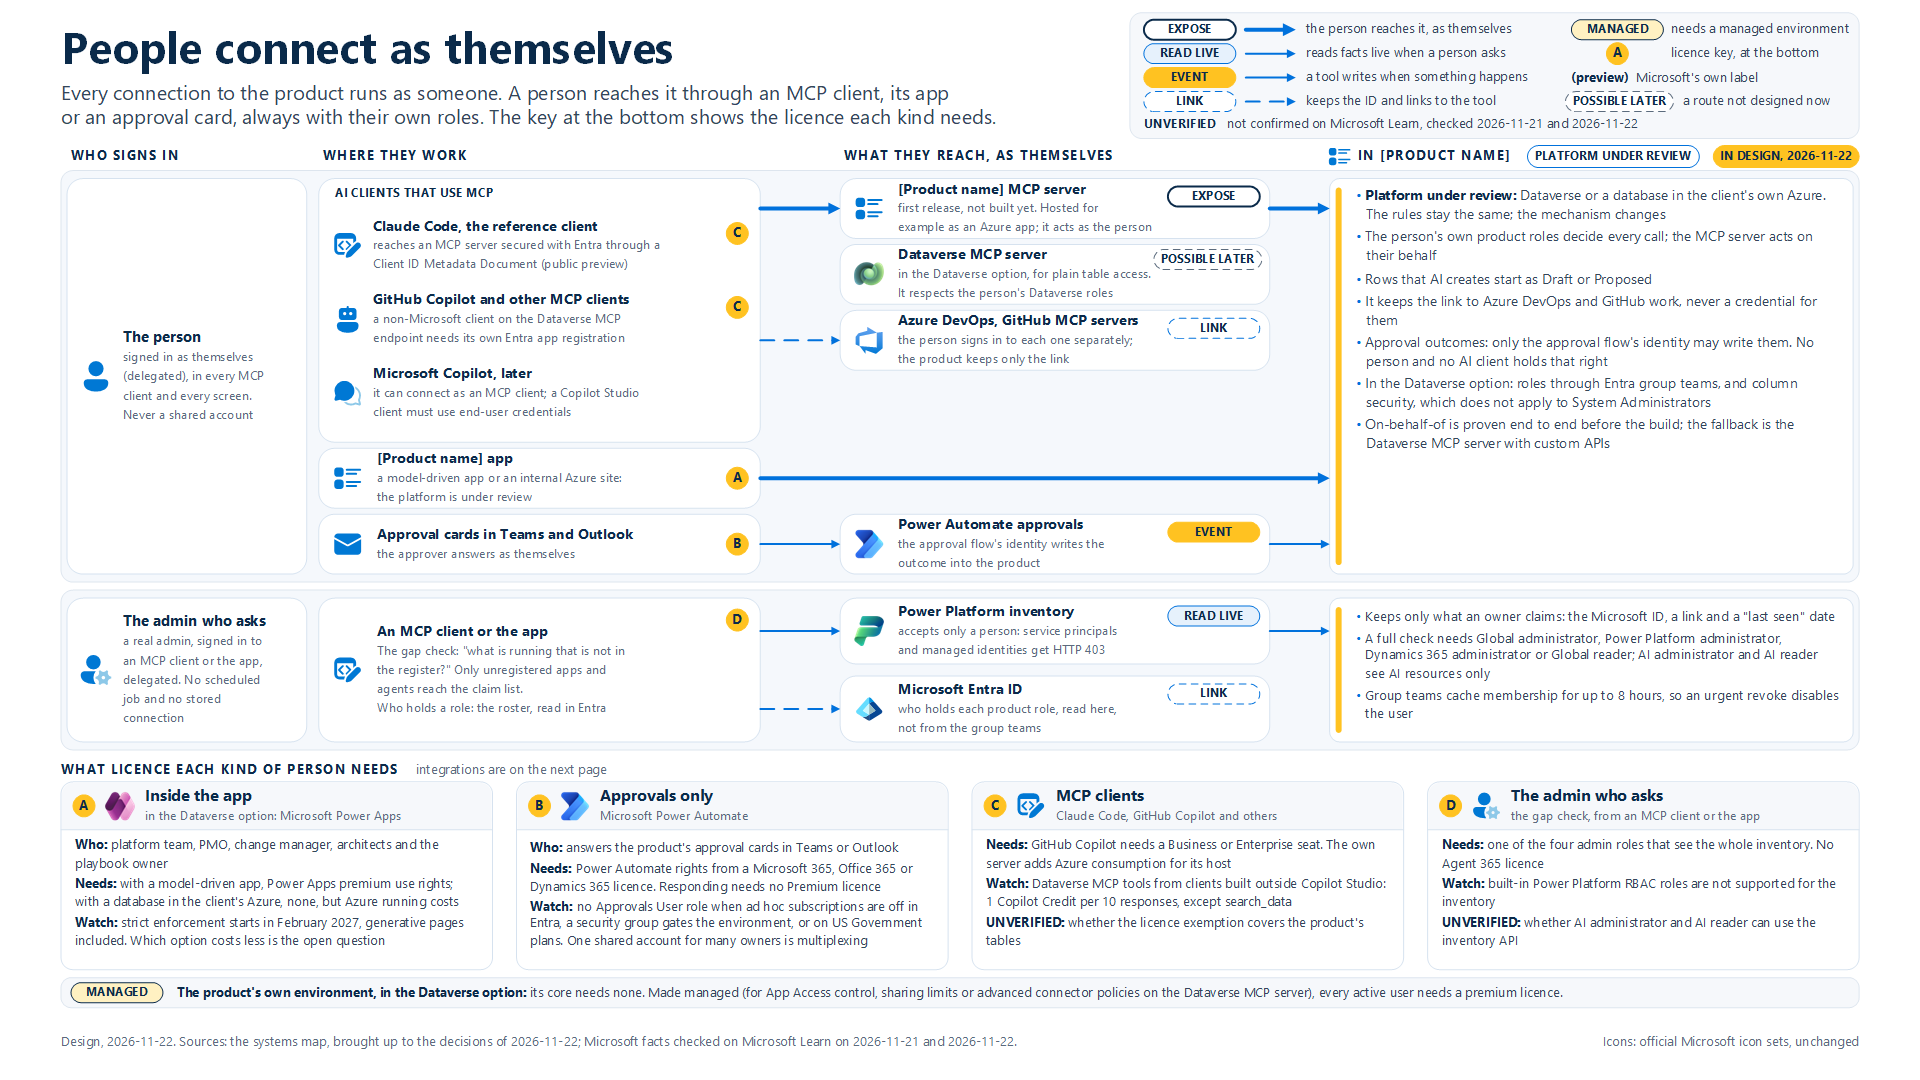 People connect as themselves
Every connection to the product runs as someone. A person reaches it through an MCP client, its app
or an approval card, always with their own roles. The key at the bottom shows the licence each kind needs.
EXPOSE the person reaches it, as themselves
READ LIVE reads facts live when a person asks
EVENT a tool writes when something happens
LINK keeps the ID and links to the tool
MANAGED needs a managed environment
A licence key, at the bottom
(preview) Microsoft's own label
POSSIBLE LATER a route not designed now
UNVERIFIED not confirmed on Microsoft Learn, checked 2026-11-21 and 2026-11-22
WHO SIGNS IN
WHERE THEY WORK
WHAT THEY REACH, AS THEMSELVES
IN [PRODUCT NAME]
PLATFORM UNDER REVIEW
IN DESIGN, 2026-11-22
The person
signed in as themselves
(delegated), in every MCP
client and every screen.
Never a shared account
AI CLIENTS THAT USE MCP
Claude Code, the reference client
reaches an MCP server secured with Entra through a
Client ID Metadata Document (public preview)
C
GitHub Copilot and other MCP clients
a non-Microsoft client on the Dataverse MCP
endpoint needs its own Entra app registration
C
Microsoft Copilot, later
it can connect as an MCP client; a Copilot Studio
client must use end-user credentials
[Product name] app
a model-driven app or an internal Azure site:
the platform is under review
A
Approval cards in Teams and Outlook
the approver answers as themselves
B
[Product name] MCP server
first release, not built yet. Hosted for
example as an Azure app; it acts as the person
EXPOSE
Dataverse MCP server
in the Dataverse option, for plain table access.
It respects the person's Dataverse roles
POSSIBLE LATER
Azure DevOps, GitHub MCP servers
the person signs in to each one separately;
the product keeps only the link
LINK
Power Automate approvals
the approval flow's identity writes the
outcome into the product
EVENT
• Platform under review: Dataverse or a database in the client's own Azure.
The rules stay the same; the mechanism changes
• The person's own product roles decide every call; the MCP server acts on
their behalf
• Rows that AI creates start as Draft or Proposed
• It keeps the link to Azure DevOps and GitHub work, never a credential for
them
• Approval outcomes: only the approval flow's identity may write them. No
person and no AI client holds that right
• In the Dataverse option: roles through Entra group teams, and column
security, which does not apply to System Administrators
• On-behalf-of is proven end to end before the build; the fallback is the
Dataverse MCP server with custom APIs
The admin who asks
a real admin, signed in to
an MCP client or the app,
delegated. No scheduled
job and no stored
connection
An MCP client or the app
The gap check: "what is running that is not in
the register?" Only unregistered apps and
agents reach the claim list.
Who holds a role: the roster, read in Entra
D
Power Platform inventory
accepts only a person: service principals
and managed identities get HTTP 403
READ LIVE
Microsoft Entra ID
who holds each product role, read here,
not from the group teams
LINK
• Keeps only what an owner claims: the Microsoft ID, a link and a "last seen" date
• A full check needs Global administrator, Power Platform administrator,
Dynamics 365 administrator or Global reader; AI administrator and AI reader
see AI resources only
• Group teams cache membership for up to 8 hours, so an urgent revoke disables
the user
WHAT LICENCE EACH KIND OF PERSON NEEDS integrations are on the next page
A Inside the app
in the Dataverse option: Microsoft Power Apps
Who: platform team, PMO, change manager, architects and the
playbook owner
Needs: with a model-driven app, Power Apps premium use rights;
with a database in the client's Azure, none, but Azure running costs
Watch: strict enforcement starts in February 2027, generative pages
included. Which option costs less is the open question
B Approvals only
Microsoft Power Automate
Who: answers the product's approval cards in Teams or Outlook
Needs: Power Automate rights from a Microsoft 365, Office 365 or
Dynamics 365 licence. Responding needs no Premium licence
Watch: no Approvals User role when ad hoc subscriptions are off in
Entra, a security group gates the environment, or on US Government
plans. One shared account for many owners is multiplexing
C MCP clients
Claude Code, GitHub Copilot and others
Needs: GitHub Copilot needs a Business or Enterprise seat. The own
server adds Azure consumption for its host
Watch: Dataverse MCP tools from clients built outside Copilot Studio:
1 Copilot Credit per 10 responses, except search_data
UNVERIFIED: whether the licence exemption covers the product's
tables
D The admin who asks
the gap check, from an MCP client or the app
Needs: one of the four admin roles that see the whole inventory. No
Agent 365 licence
Watch: built-in Power Platform RBAC roles are not supported for the
inventory
UNVERIFIED: whether AI administrator and AI reader can use the
inventory API
MANAGED The product's own environment, in the Dataverse option: its core needs none. Made managed (for App Access control, sharing limits or advanced connector policies on the Dataverse MCP server), every active user needs a premium licence.
Design, 2026-11-22. Sources: the systems map, brought up to the decisions of 2026-11-22; Microsoft facts checked on Microsoft Learn on 2026-11-21 and 2026-11-22.
Icons: official Microsoft icon sets, unchanged